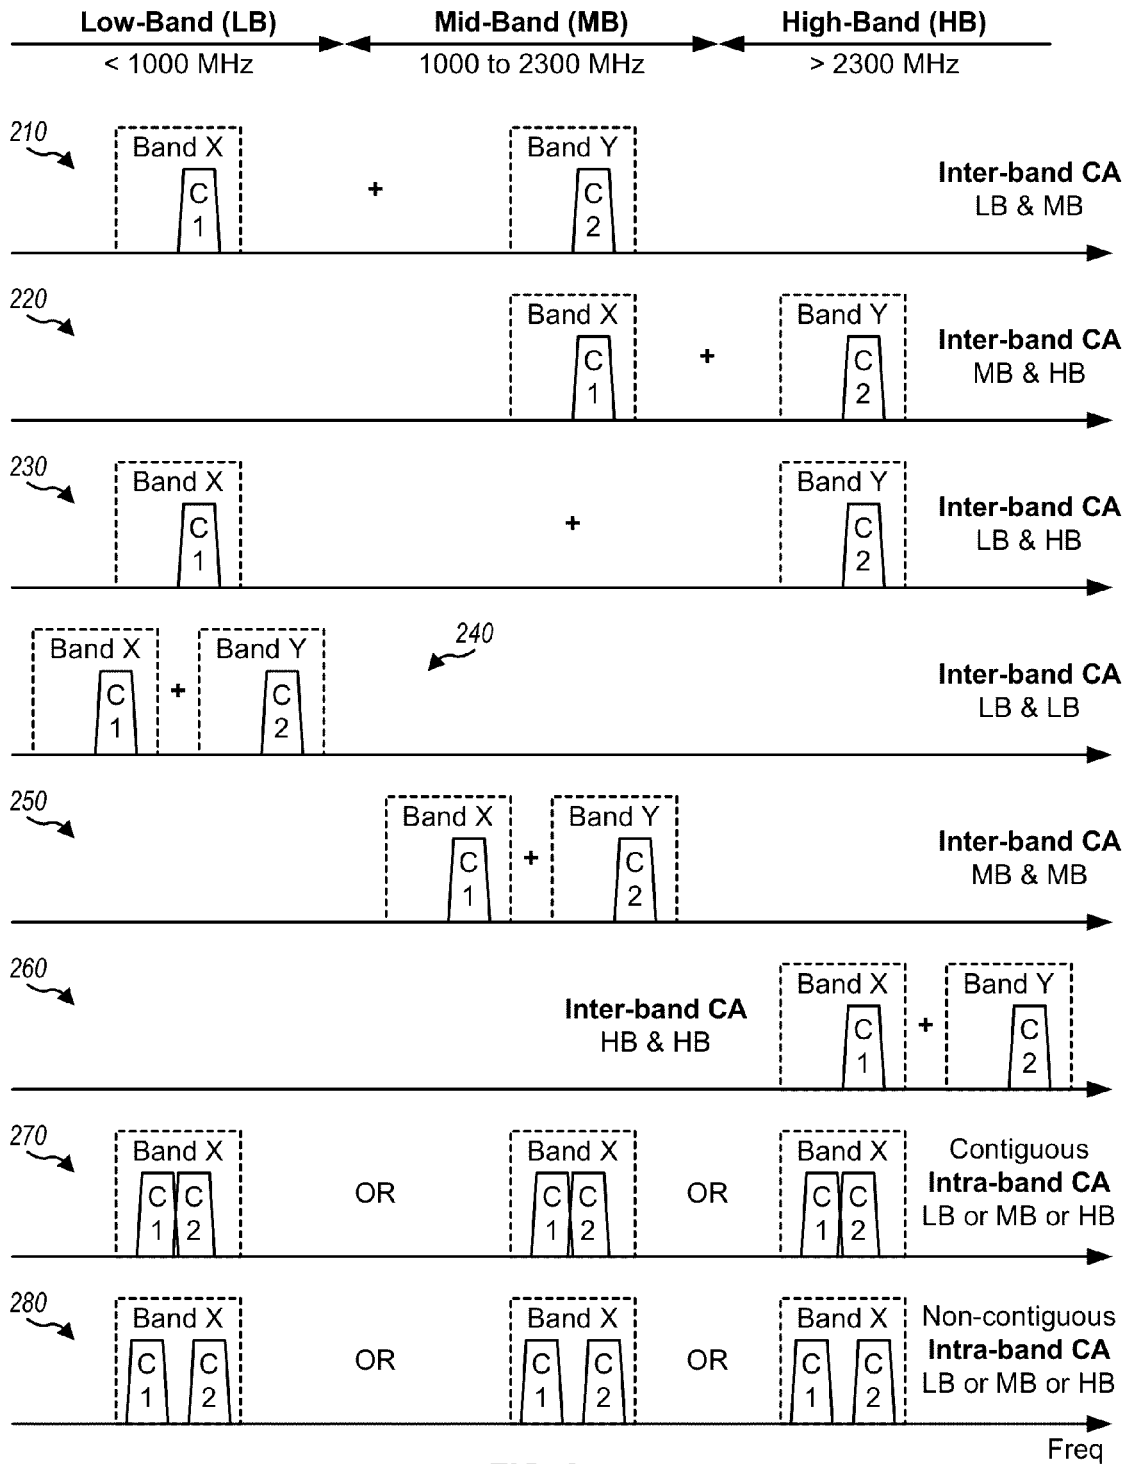 Low-Band (LB) Mid-Band (MB) High-Band (HB)
< 1000 MHz 1000 to 2300 MHz > 2300 MHz
210
Band X Band Y
C C
1 2
+
Inter-band CA
LB & MB
220
Band X Band Y
C C
1 2
+
Inter-band CA
MB & HB
230
Band X Band Y
C C
1 2
+
Inter-band CA
LB & HB
240
Band X Band Y
C C
1 2
+
Inter-band CA
LB & LB
250
Band X Band Y
C C
1 2
+
Inter-band CA
MB & MB
260
Inter-band CA
HB & HB
Band X Band Y
C C
1 2
+
270
Band X Band X Band X
C C OR C C OR C C
1 2 1 2 1 2
Contiguous
Intra-band CA
LB or MB or HB
280
Band X Band X Band X
C C OR C C OR C C
1 2 1 2 1 2
Non-contiguous
Intra-band CA
LB or MB or HB
Freq